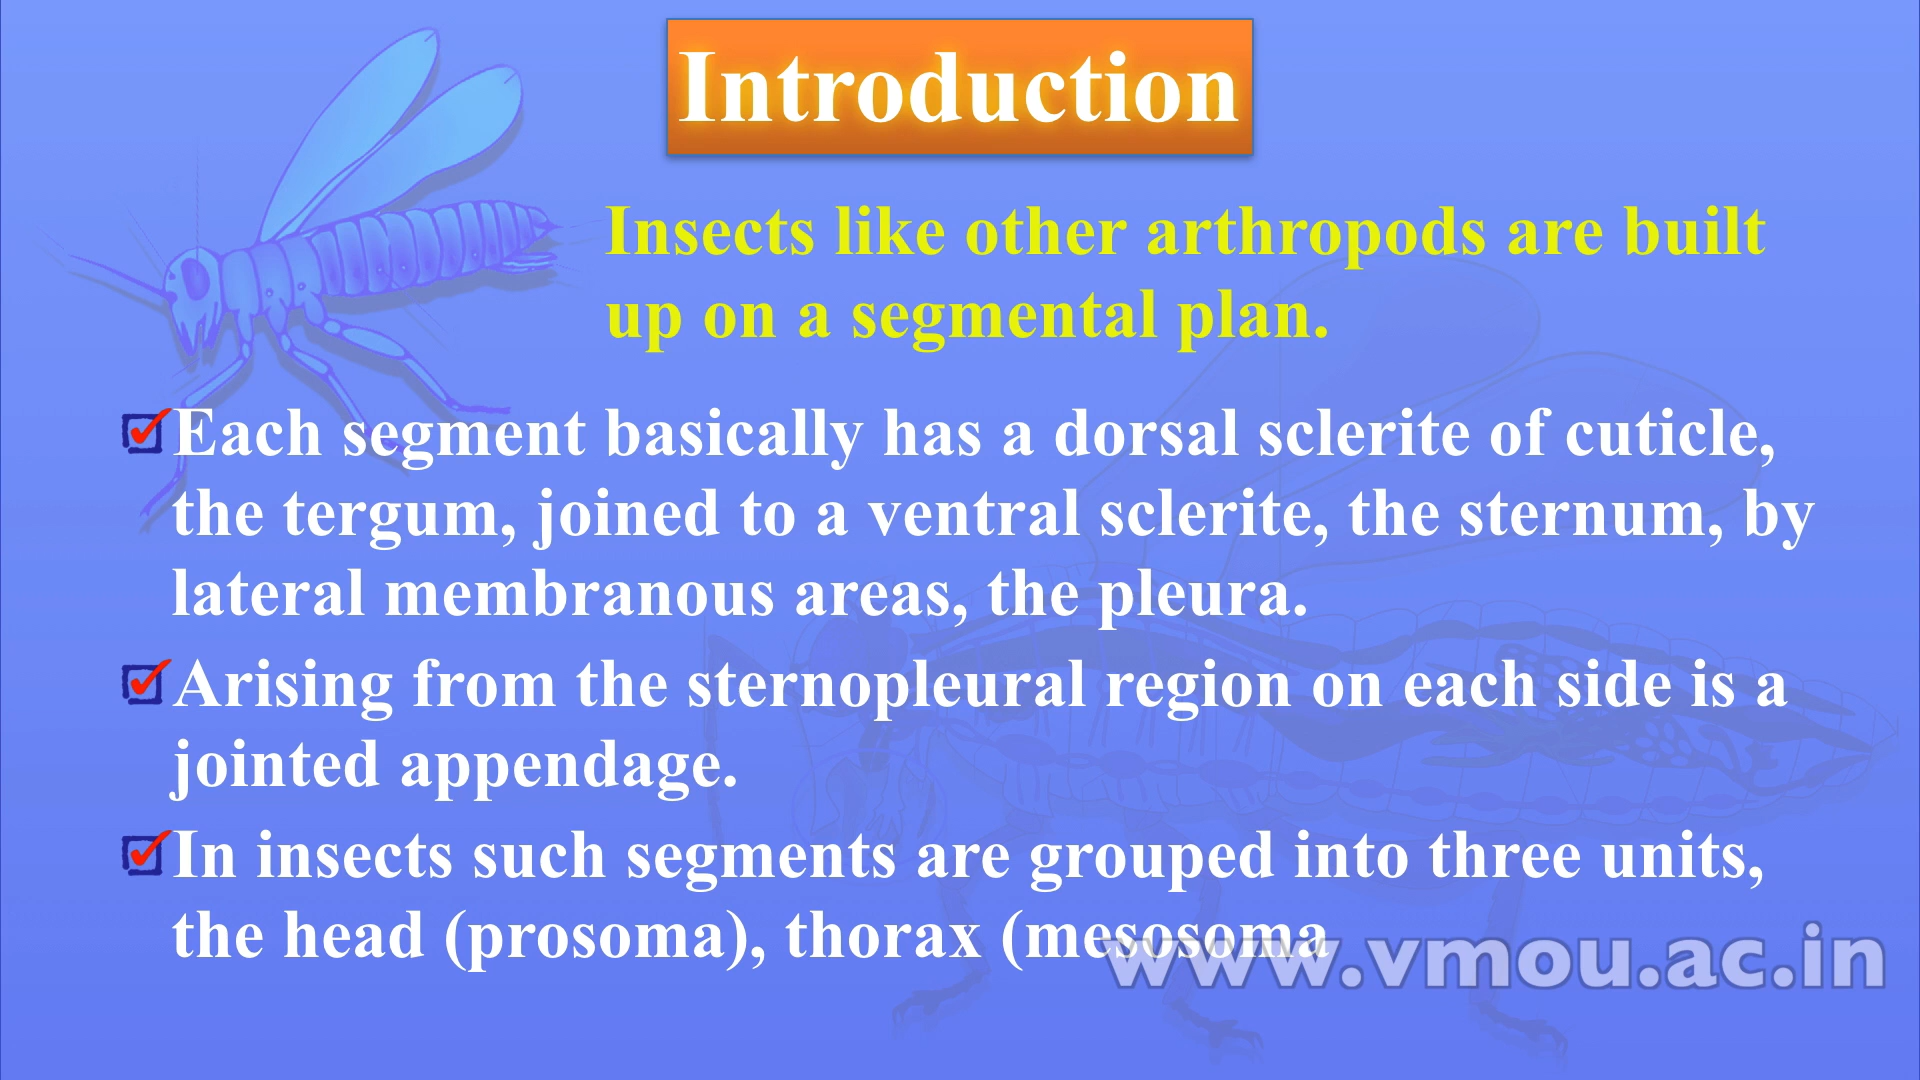 Introduction
Insects like other arthropods are built
up on a segmental plan.
Each segment basically has a dorsal sclerite of cuticle,
the tergum, joined to a ventral sclerite, the sternum, by
lateral membranous areas, the pleura.
Arising from the sternopleural region on each side is a
jointed appendage.
In insects such segments are grouped into three units,
the head (prosoma), thorax (mesosoma
www.vmou.ac.in